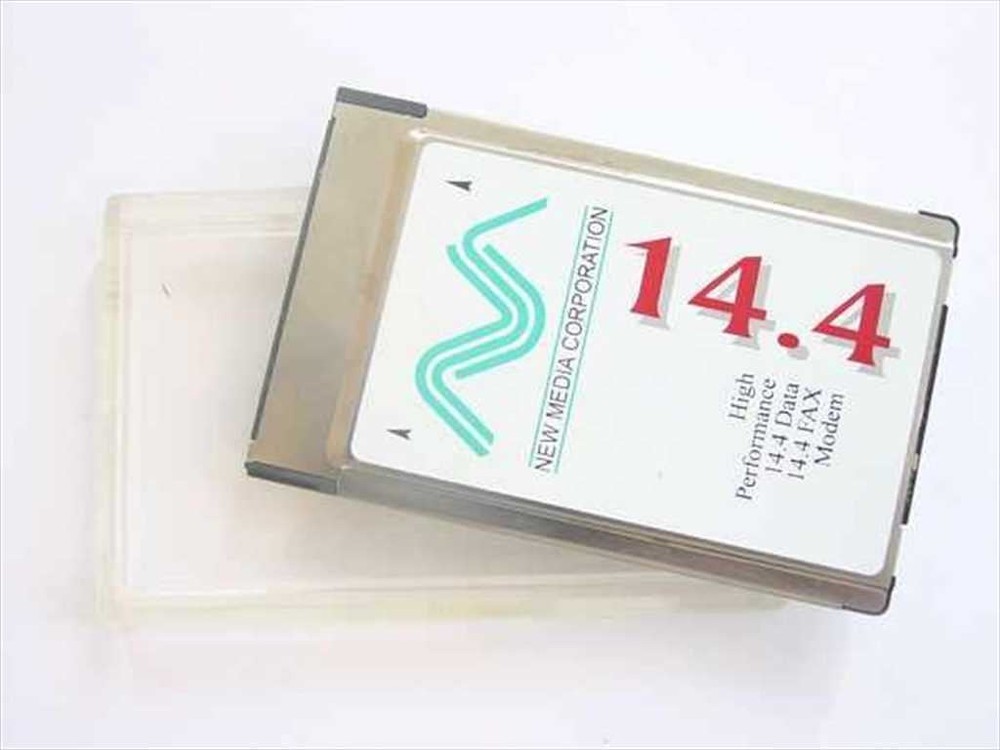 NEW MEDIA CORPORATION
14.4
High
Performance
14.4 Data
14.4 FAX
Modem